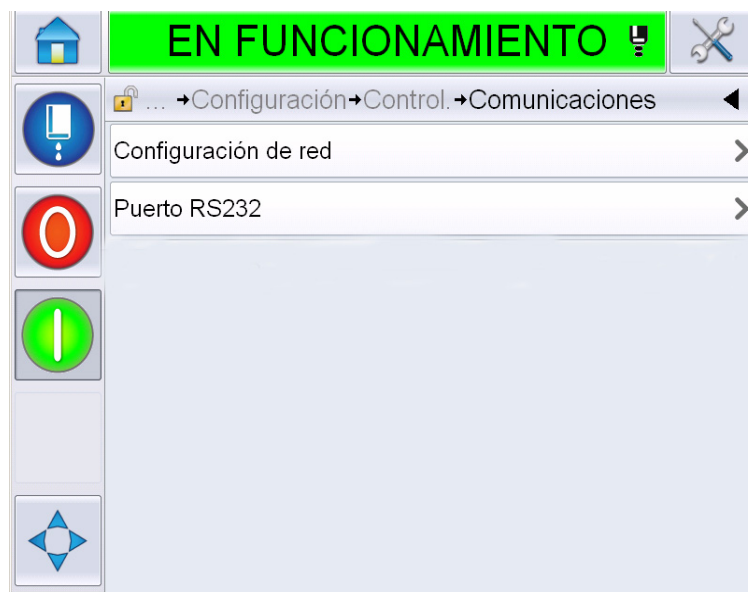 EN FUNCIONAMIENTO
... →Configuración→Control.→Comunicaciones
Configuración de red
Puerto RS232